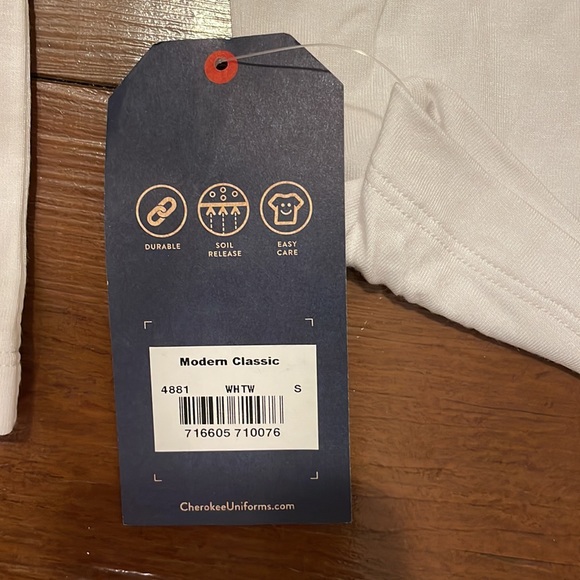 DURABLE
SOIL
RELEASE
EASY
CARE
Modern Classic
4881 WHTW S
716605 710076
CherokeeUniforms.com